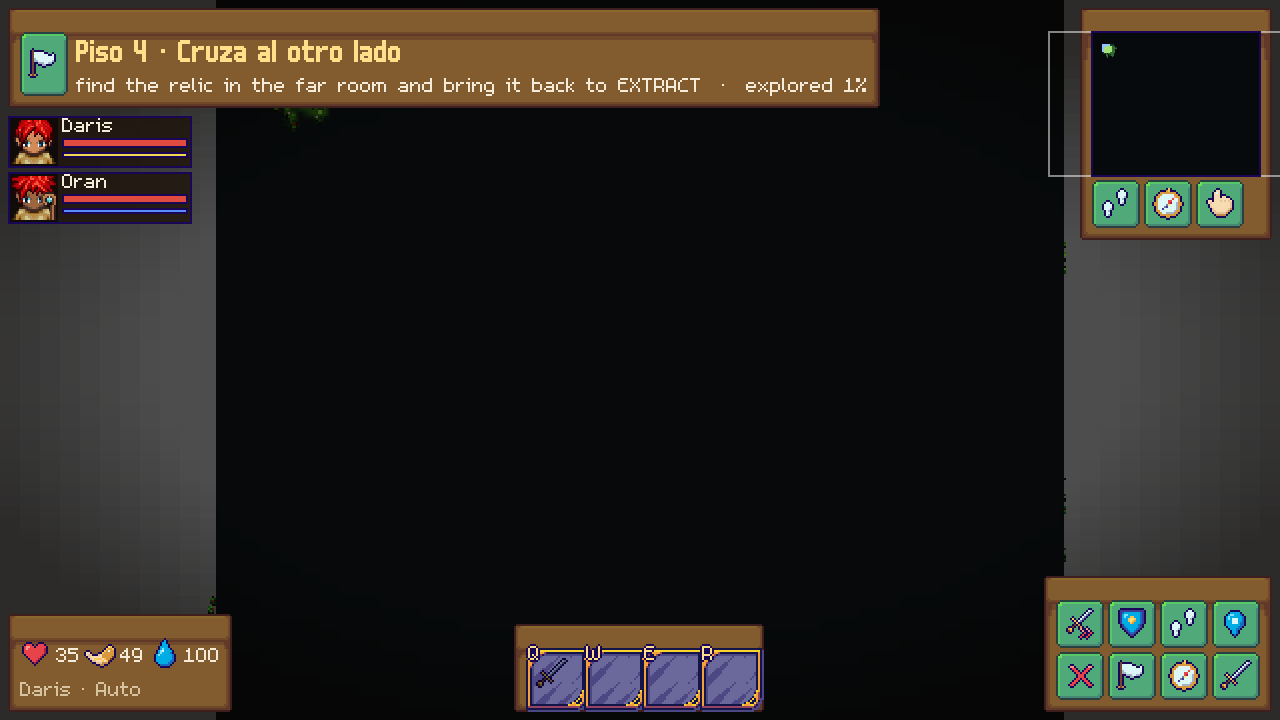 Piso 4 · Cruza al otro lado
find the relic in the far room and bring it back to EXTRACT · explored 1%
Daris
Oran
35 49 100
Daris · Auto
Q W E R